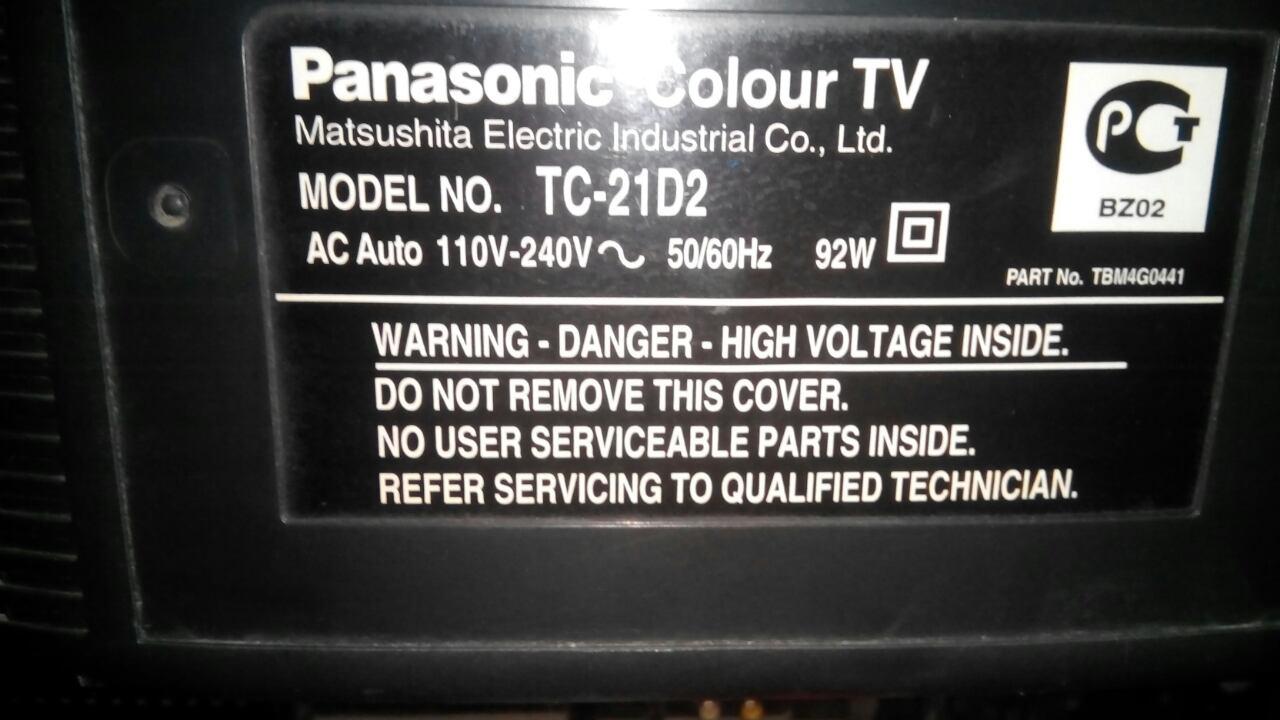 Panasonic Colour TV
Matsushita Electric Industrial Co., Ltd.
MODEL NO. TC-21D2
AC Auto 110V-240V~ 50/60Hz 92W
РСТ
BZ02
PART No. TBM4G0441
WARNING - DANGER - HIGH VOLTAGE INSIDE.
DO NOT REMOVE THIS COVER.
NO USER SERVICEABLE PARTS INSIDE.
REFER SERVICING TO QUALIFIED TECHNICIAN.